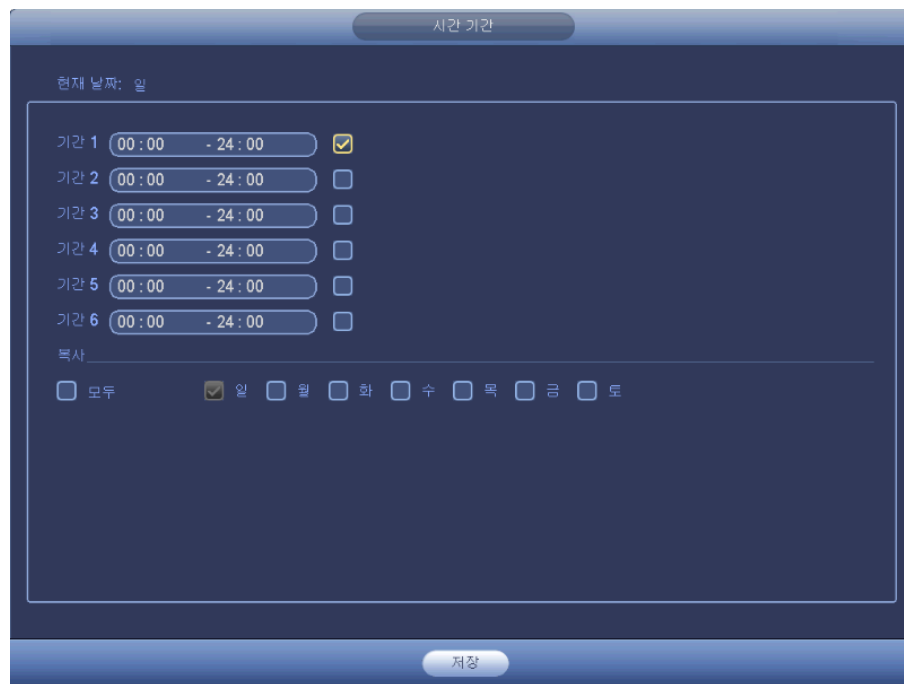 시간 기간
현재 날짜: 일
기간 1 00 : 00 - 24 : 00
기간 2 00 : 00 - 24 : 00
기간 3 00 : 00 - 24 : 00
기간 4 00 : 00 - 24 : 00
기간 5 00 : 00 - 24 : 00
기간 6 00 : 00 - 24 : 00
복사
모두 일 월 화 수 목 금 토
저장